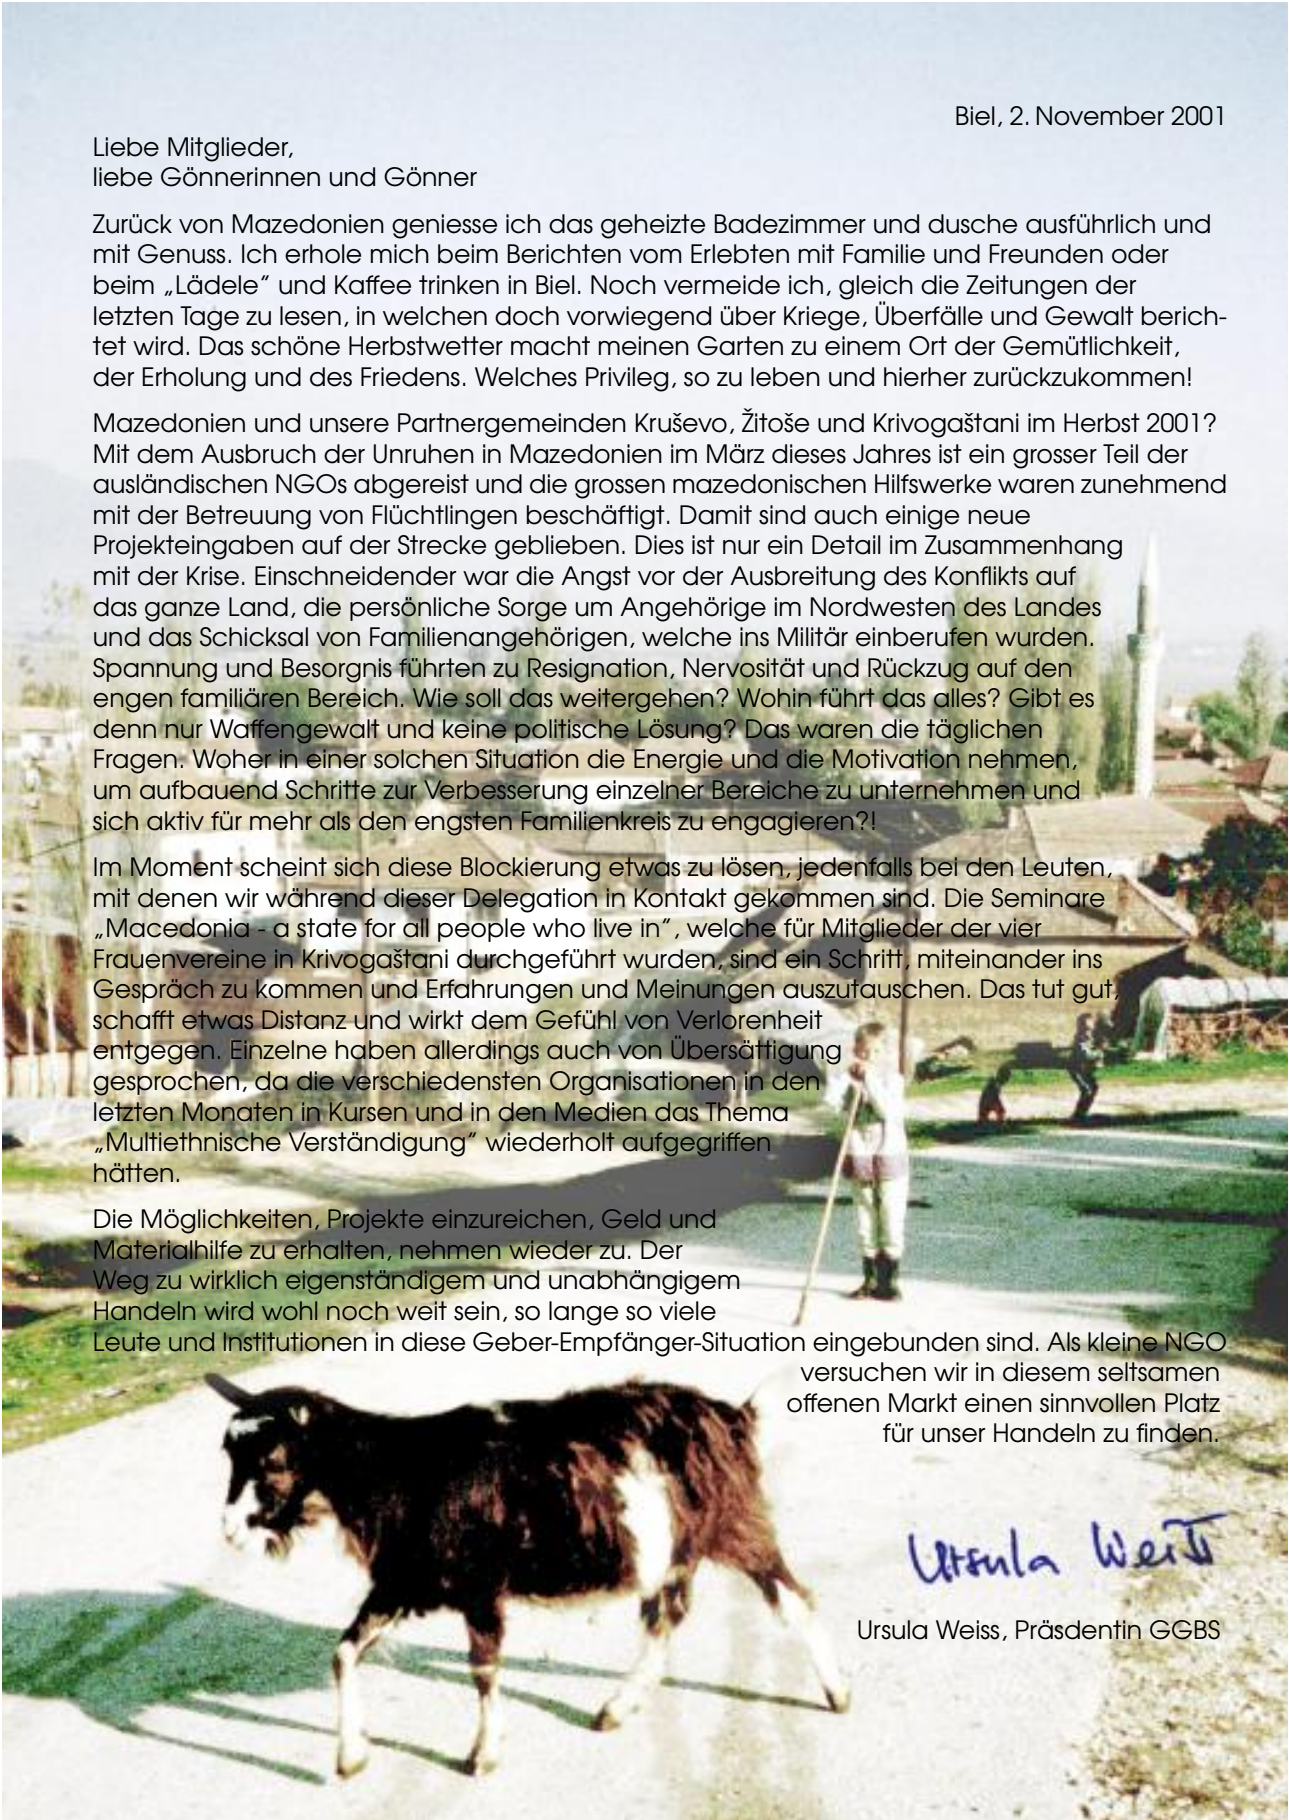 Biel, 2. November 2001
Liebe Mitglieder,
liebe Gönnerinnen und Gönner
Zurück von Mazedonien geniesse ich das geheizte Badezimmer und dusche ausführlich und
mit Genuss. Ich erhole mich beim Berichten vom Erlebten mit Familie und Freunden oder
beim „Lädele“ und Kaffee trinken in Biel. Noch vermeide ich, gleich die Zeitungen der
letzten Tage zu lesen, in welchen doch vorwiegend über Kriege, Überfälle und Gewalt berich-
tet wird. Das schöne Herbstwetter macht meinen Garten zu einem Ort der Gemütlichkeit,
der Erholung und des Friedens. Welches Privileg, so zu leben und hierher zurückzukommen!
Mazedonien und unsere Partnergemeinden Kruševo, Žitoše und Krivogaštani im Herbst 2001?
Mit dem Ausbruch der Unruhen in Mazedonien im März dieses Jahres ist ein grosser Teil der
ausländischen NGOs abgereist und die grossen mazedonischen Hilfswerke waren zunehmend
mit der Betreuung von Flüchtlingen beschäftigt. Damit sind auch einige neue
Projekteingaben auf der Strecke geblieben. Dies ist nur ein Detail im Zusammenhang
mit der Krise. Einschneidender war die Angst vor der Ausbreitung des Konflikts auf
das ganze Land, die persönliche Sorge um Angehörige im Nordwesten des Landes
und das Schicksal von Familienangehörigen, welche ins Militär einberufen wurden.
Spannung und Besorgnis führten zu Resignation, Nervosität und Rückzug auf den
engen familiären Bereich. Wie soll das weitergehen? Wohin führt das alles? Gibt es
denn nur Waffengewalt und keine politische Lösung? Das waren die täglichen
Fragen. Woher in einer solchen Situation die Energie und die Motivation nehmen,
um aufbauend Schritte zur Verbesserung einzelner Bereiche zu unternehmen und
sich aktiv für mehr als den engsten Familienkreis zu engagieren?!
Im Moment scheint sich diese Blockierung etwas zu lösen, jedenfalls bei den Leuten,
mit denen wir während dieser Delegation in Kontakt gekommen sind. Die Seminare
„Macedonia - a state for all people who live in“, welche für Mitglieder der vier
Frauenvereine in Krivogaštani durchgeführt wurden, sind ein Schritt, miteinander ins
Gespräch zu kommen und Erfahrungen und Meinungen auszutauschen. Das tut gut,
schafft etwas Distanz und wirkt dem Gefühl von Verlorenheit
entgegen. Einzelne haben allerdings auch von Übersättigung
gesprochen, da die verschiedensten Organisationen in den
letzten Monaten in Kursen und in den Medien das Thema
„Multiethnische Verständigung“ wiederholt aufgegriffen
hätten.
Die Möglichkeiten, Projekte einzureichen, Geld und
Materialhilfe zu erhalten, nehmen wieder zu. Der
Weg zu wirklich eigenständigem und unabhängigem
Handeln wird wohl noch weit sein, so lange so viele
Leute und Institutionen in diese Geber-Empfänger-Situation eingebunden sind. Als kleine NGO
versuchen wir in diesem seltsamen
offenen Markt einen sinnvollen Platz
für unser Handeln zu finden.
Ursula Weiss
Ursula Weiss, Präsdentin GGBS